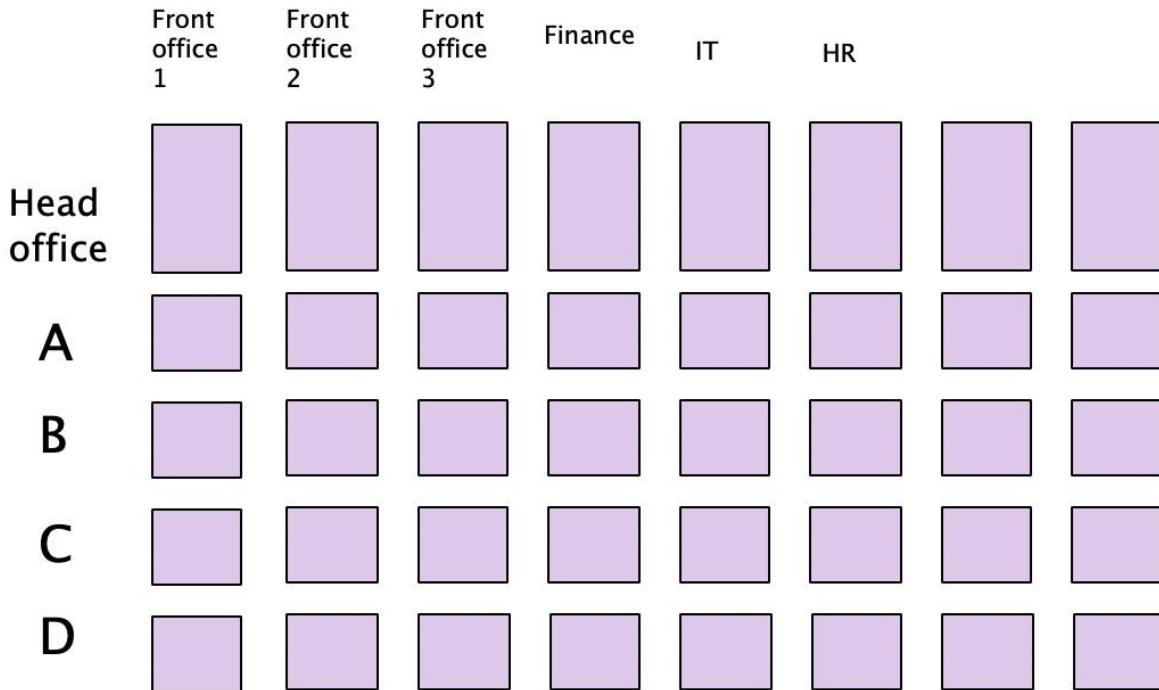 Front
office
1
Front
office
2
Front
office
3
Finance
IT
HR
Head
office
A
B
C
D